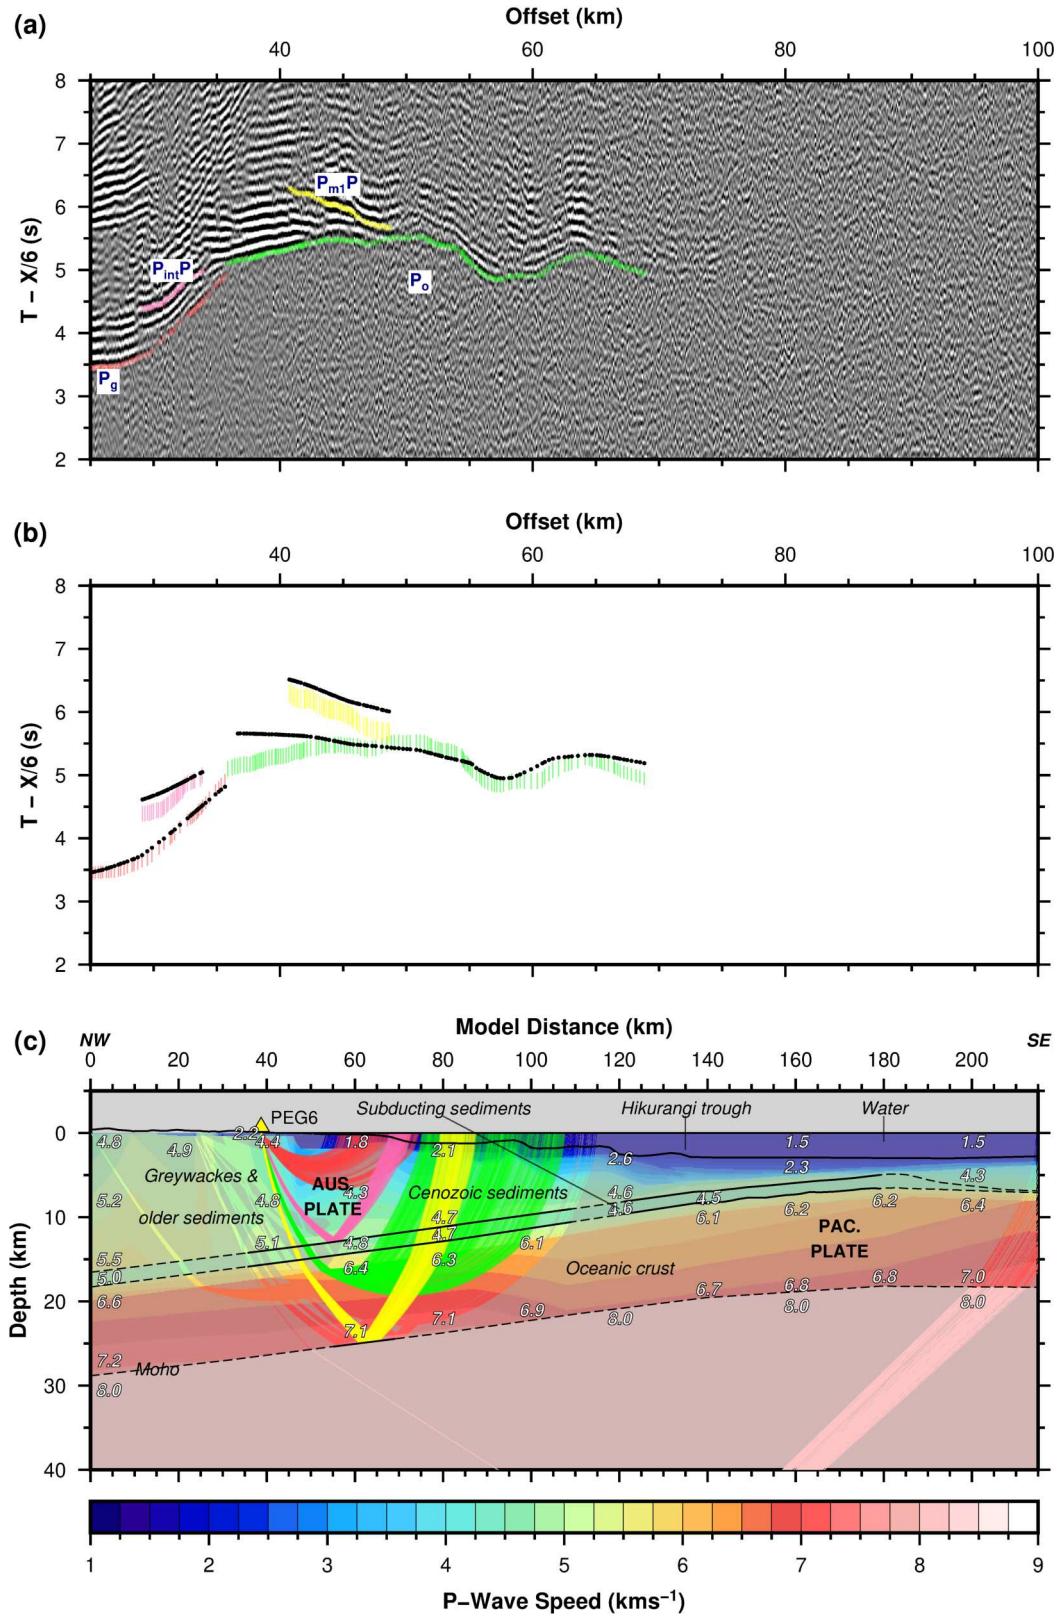 (a)
Offset (km)
40 60 80 100
8
7
6
5
4
3
2
T − X/6 (s)
Pm1P
PintP
Po
Pg
(b)
Offset (km)
40 60 80 100
8
7
6
5
4
3
2
T − X/6 (s)
(c)
Model Distance (km)
NW SE
0 20 40 60 80 100 120 140 160 180 200
PEG6 Subducting sediments Hikurangi trough Water
0
10
20
30
40
Depth (km)
4.8 4.9 2.2 4.4 1.8 2.1 2.6 1.5 2.3 1.5
Greywackes &
older sediments
AUS.
PLATE
Cenozoic sediments
5.2 4.8 4.3 4.7 4.6 4.5 4.3
5.5 5.1 4.8 4.7 4.6 6.1 6.2 6.2 6.4
5.0 6.4 6.3 6.1
PAC.
PLATE
Oceanic crust
6.6 7.1 7.1 6.9 6.7 6.8 6.8 7.0
7.2 8.0 8.0 8.0
Moho
8.0
1 2 3 4 5 6 7 8 9
P−Wave Speed (kms−1)